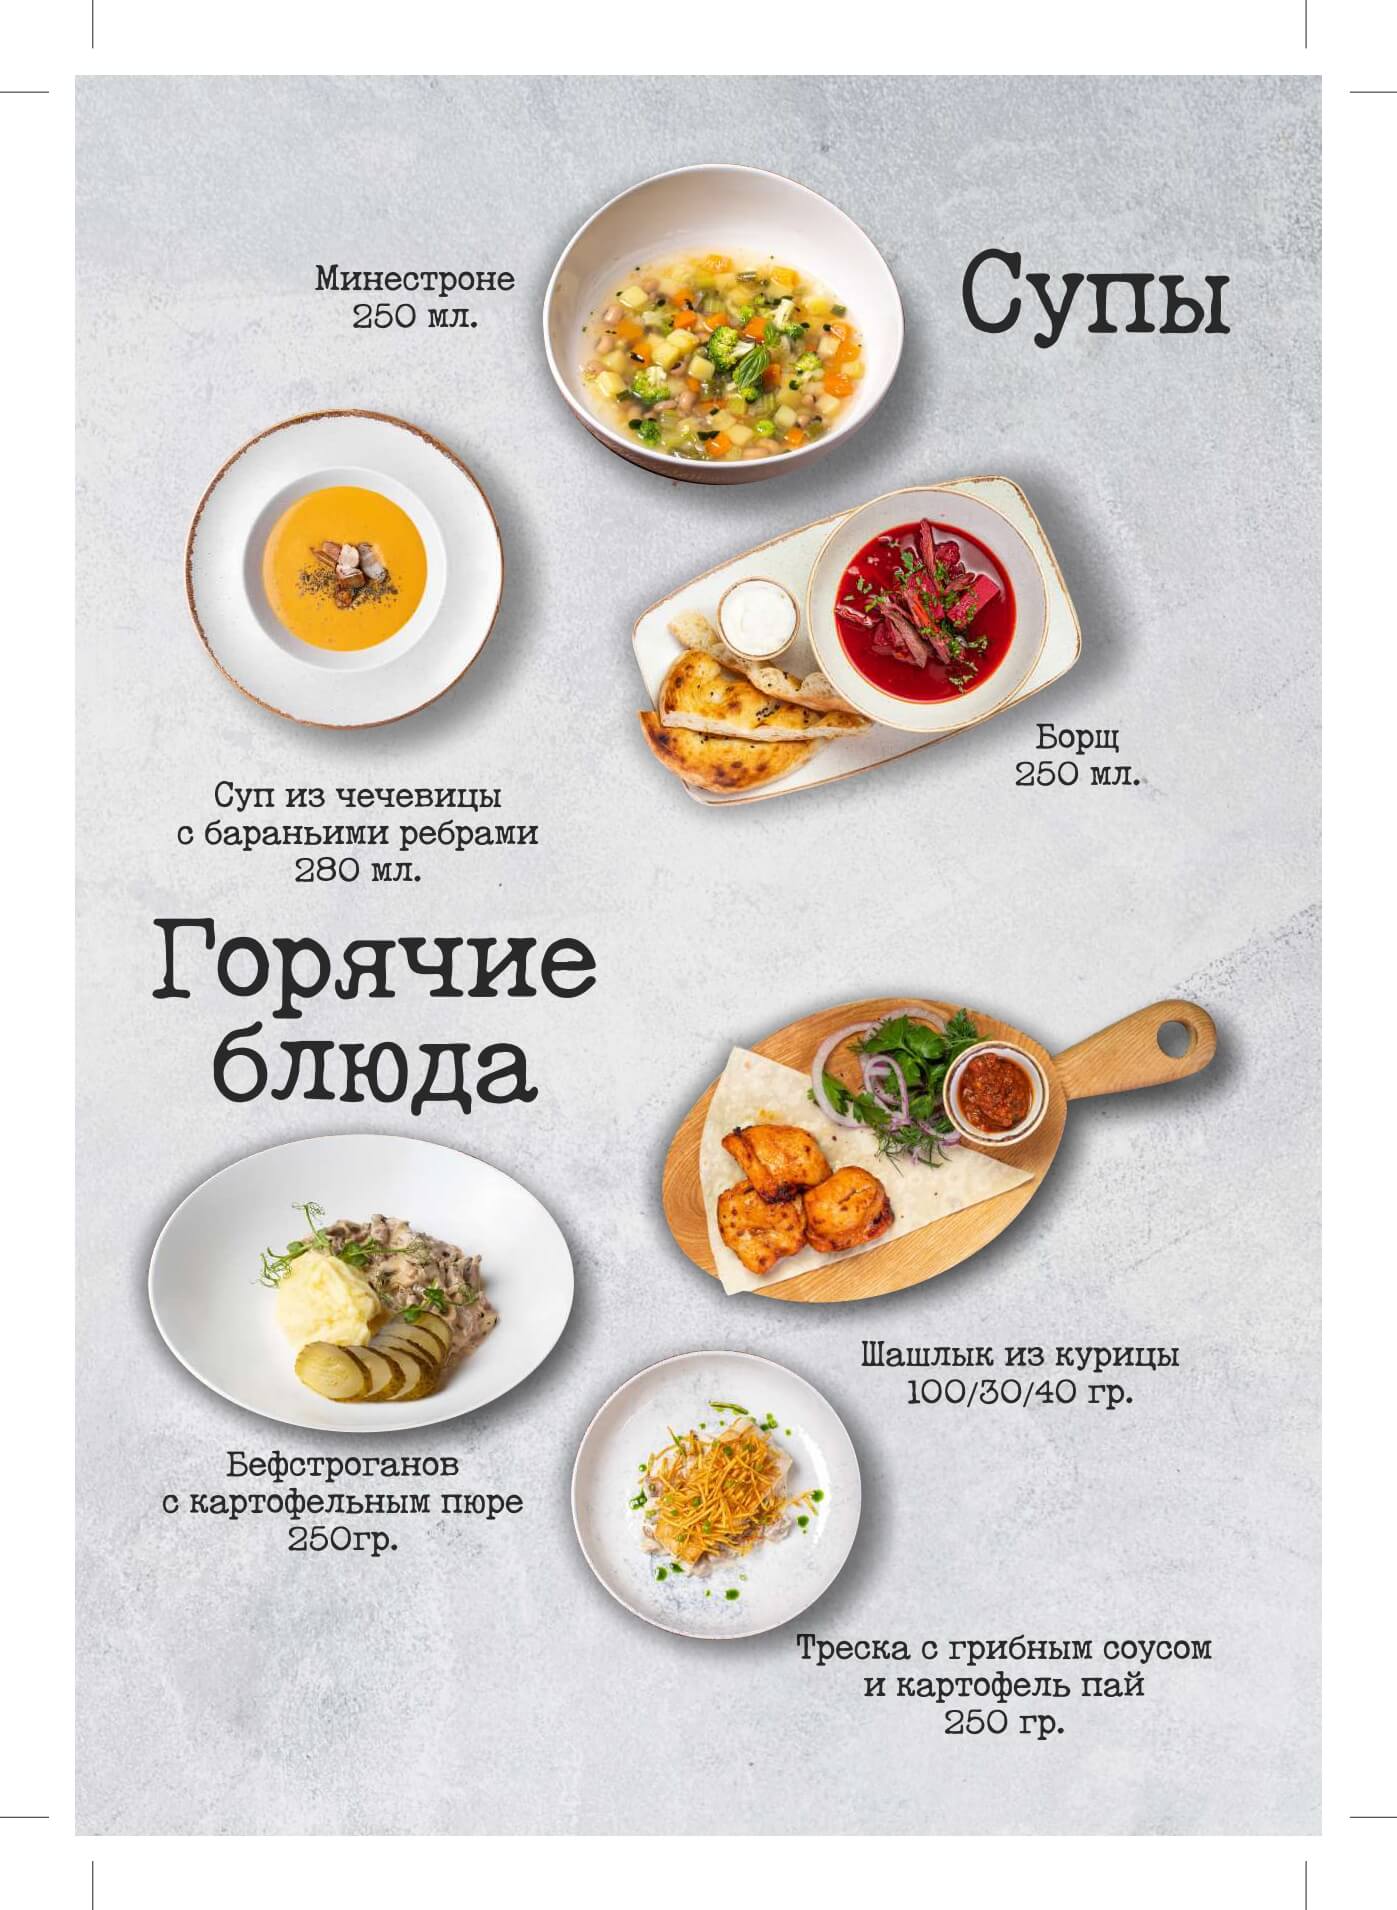 Супы
Минестроне
250 мл.
Борщ
250 мл.
Суп из чечевицы
с бараньими ребрами
280 мл.
Горячие
блюда
Шашлык из курицы
100/30/40 гр.
Бефстроганов
с картофельным пюре
250гр.
Треска с грибным соусом
и картофель пай
250 гр.